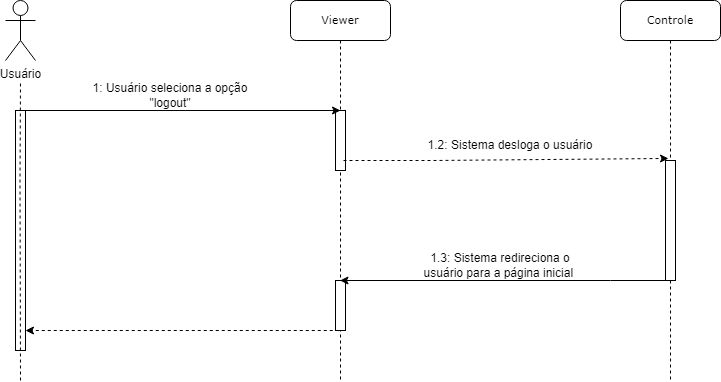 Viewer
Controle
Usuário
1: Usuário seleciona a opção
"logout"
1.2: Sistema desloga o usuário
1.3: Sistema redireciona o
usuário para a página inicial